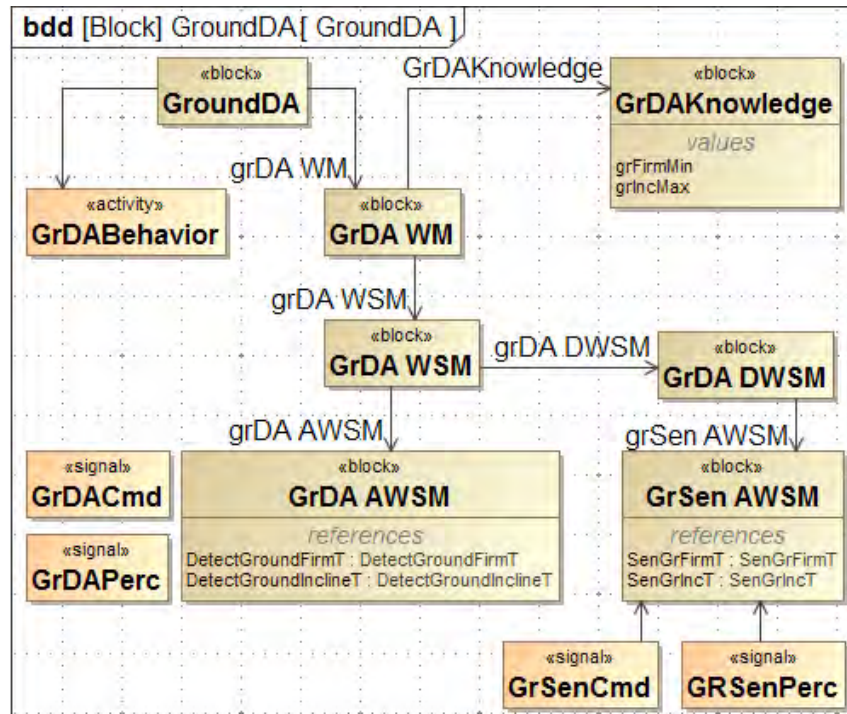 bdd [Block] GroundDA[ GroundDA ]
«block»
GroundDA
GrDAKnowledge
«block»
GrDAKnowledge
values
grFirmMin
grIncMax
grDA WM
«activity»
GrDABehavior
«block»
GrDA WM
grDA WSM
«block»
GrDA WSM
grDA DWSM
«block»
GrDA DWSM
grDA AWSM
grSen AWSM
«signal»
GrDACmd
«signal»
GrDAPerc
«block»
GrDA AWSM
references
DetectGroundFirmT : DetectGroundFirmT
DetectGroundInclineT : DetectGroundInclineT
«block»
GrSen AWSM
references
SenGrFirmT : SenGrFirmT
SenGrIncT : SenGrIncT
«signal»
GrSenCmd
«signal»
GRSenPerc